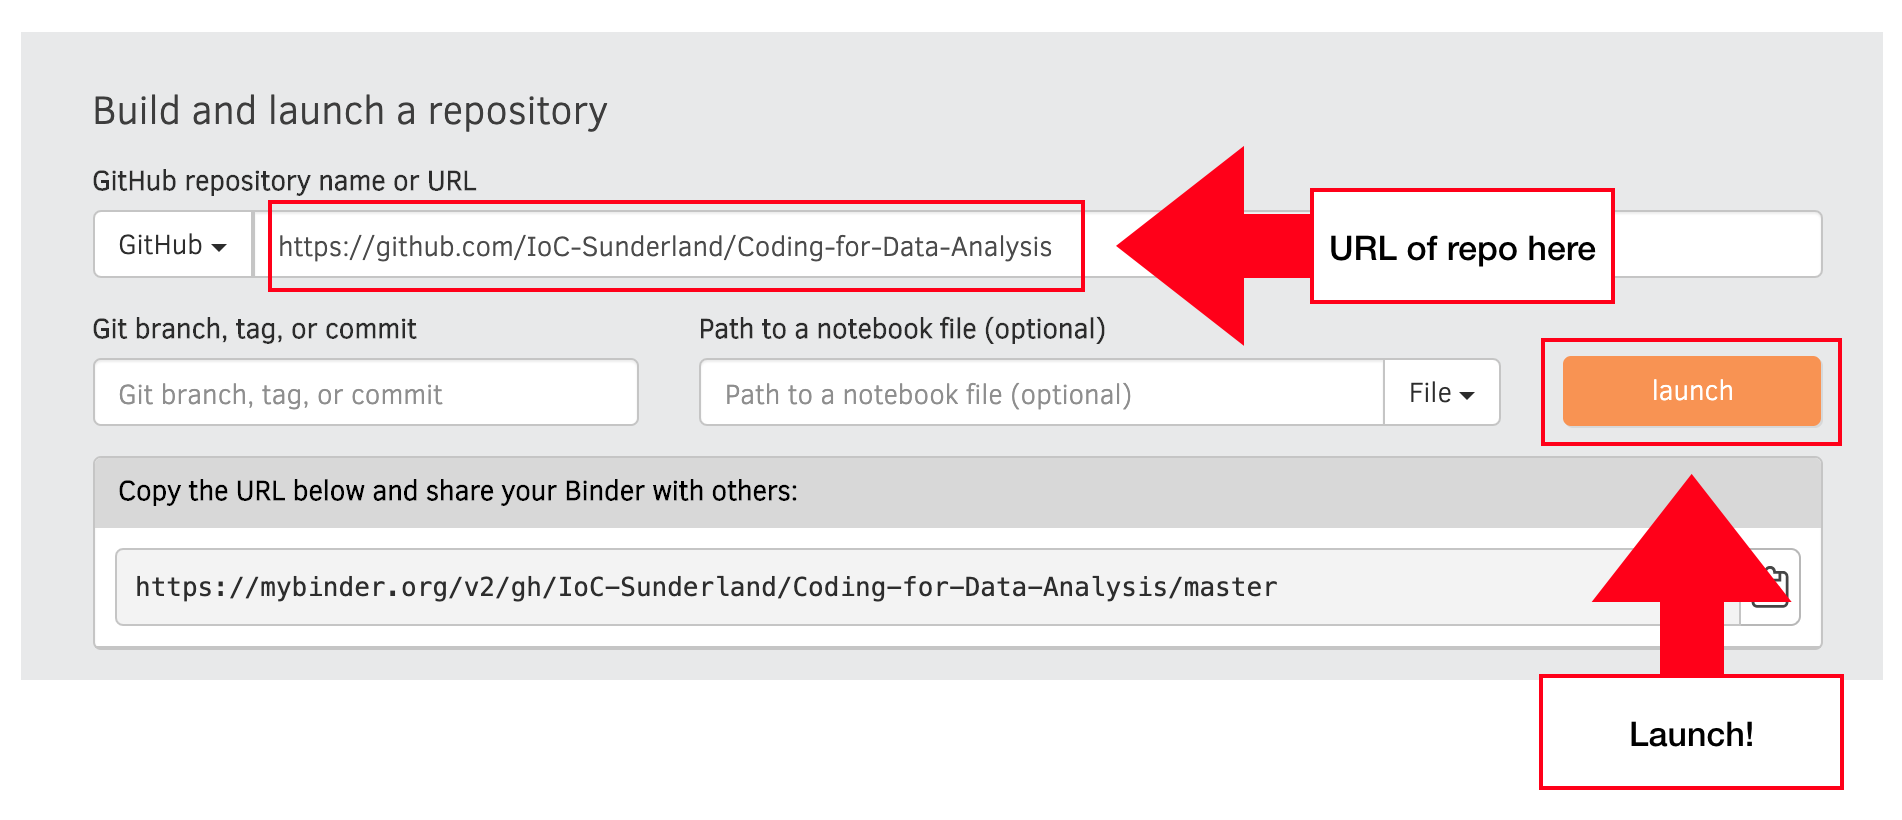 Build and launch a repository
GitHub repository name or URL
GitHub
https://github.com/IoC-Sunderland/Coding-for-Data-Analysis
URL of repo here
Git branch, tag, or commit
Path to a notebook file (optional)
Git branch, tag, or commit
Path to a notebook file (optional)
File
launch
Copy the URL below and share your Binder with others:
https://mybinder.org/v2/gh/IoC-Sunderland/Coding-for-Data-Analysis/master
Launch!